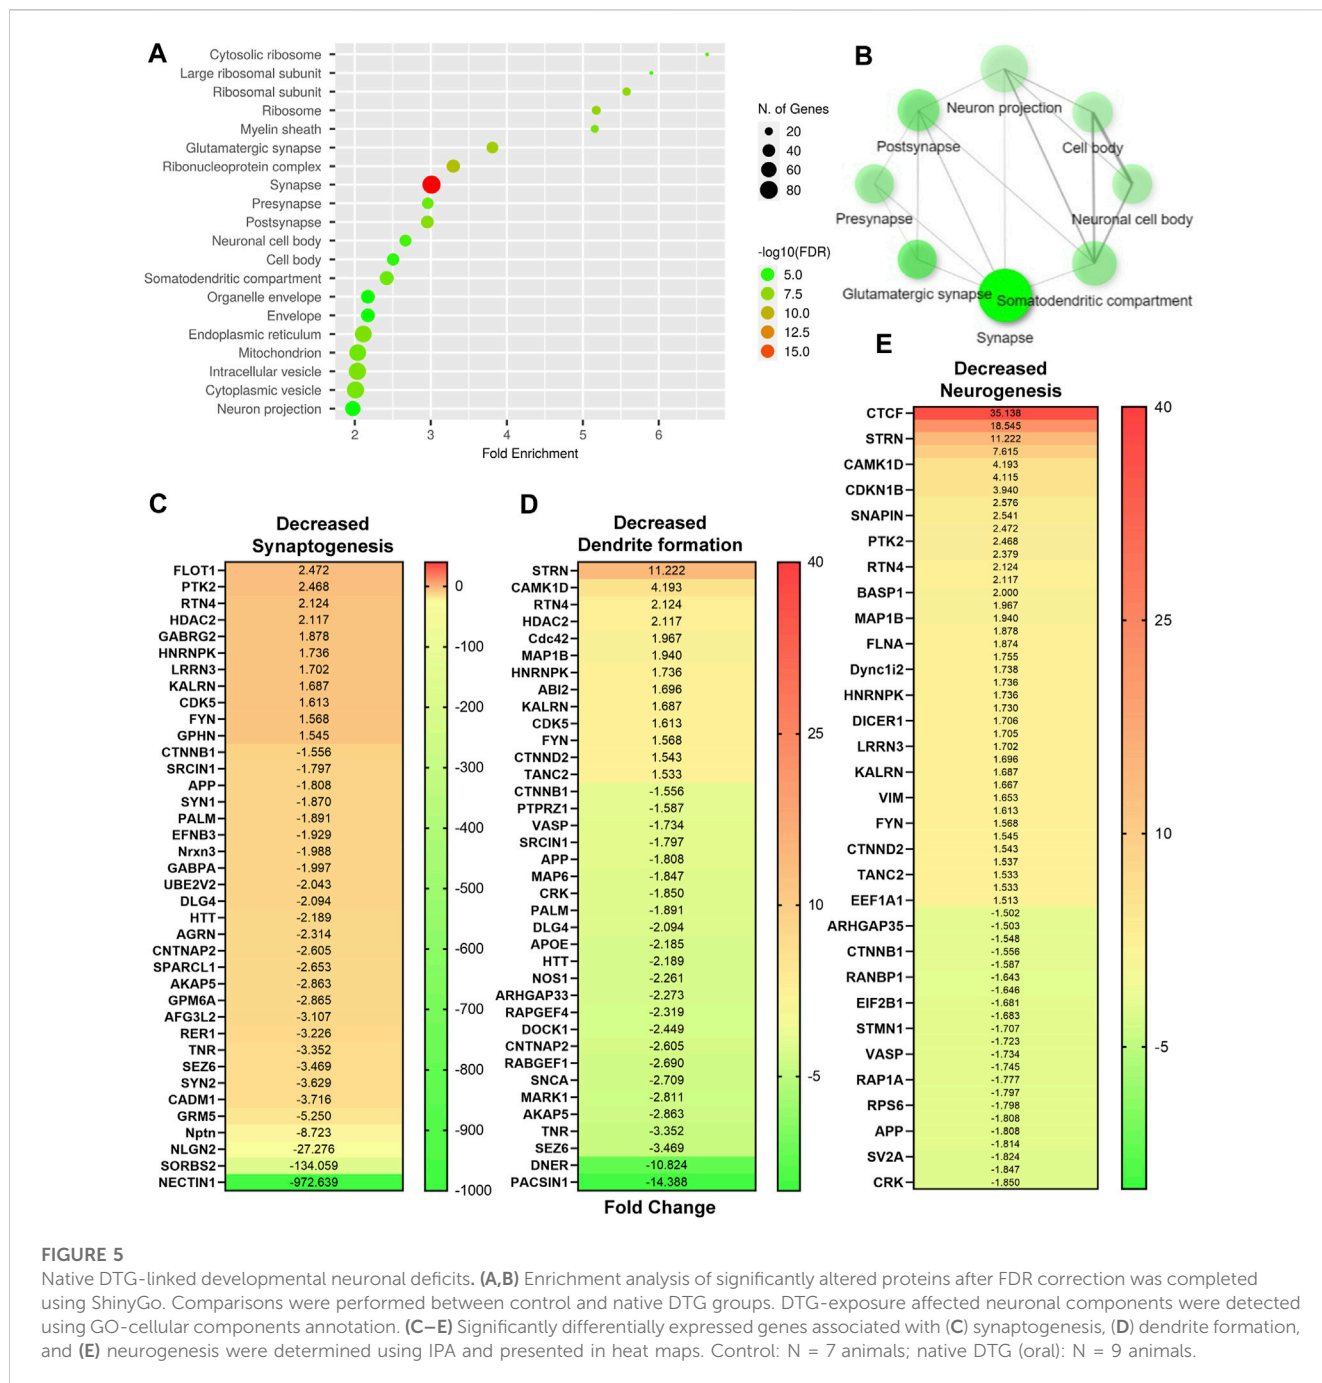 A
Cytosolic ribosome
Large ribosomal subunit
Ribosomal subunit
Ribosome
Myelin sheath
Glutamatergic synapse
Ribonucleoprotein complex
Synapse
Presynapse
Postsynapse
Neuronal cell body
Cell body
Somatodendritic compartment
Organelle envelope
Envelope
Endoplasmic reticulum
Mitochondrion
Intracellular vesicle
Cytoplasmic vesicle
Neuron projection
2 3 4 5 6
Fold Enrichment
N. of Genes
20
40
60
80
-log10(FDR)
5.0
7.5
10.0
12.5
15.0
B
Neuron projection
Postsynapse
Cell body
Presynapse
Neuronal cell body
Glutamatergic synapse
Somatodendritic compartment
Synapse
C
Decreased
Synaptogenesis
FLOT1 2.472
PTK2 2.468
RTN4 2.124
HDAC2 2.117
GABRG2 1.878
HNRNPK 1.736
LRRN3 1.702
KALRN 1.687
CDK5 1.613
FYN 1.568
GPHN 1.545
CTNNB1 -1.556
SRCIN1 -1.797
APP -1.808
SYN1 -1.870
PALM -1.891
EFNB3 -1.929
Nrxn3 -1.988
GABPA -1.997
UBE2V2 -2.043
DLG4 -2.094
HTT -2.189
AGRN -2.314
CNTNAP2 -2.605
SPARCL1 -2.653
AKAP5 -2.863
GPM6A -2.865
AFG3L2 -3.107
RER1 -3.226
TNR -3.352
SEZ6 -3.469
SYN2 -3.629
CADM1 -3.716
GRM5 -5.250
Nptn -8.723
NLGN2 -27.276
SORBS2 -134.059
NECTIN1 -972.639
0
-100
-200
-300
-400
-500
-600
-700
-800
-900
-1000
D
Decreased
Dendrite formation
STRN 11.222
CAMK1D 4.193
RTN4 2.124
HDAC2 2.117
Cdc42 1.967
MAP1B 1.940
HNRNPK 1.736
ABI2 1.696
KALRN 1.687
CDK5 1.613
FYN 1.568
CTNND2 1.543
TANC2 1.533
CTNNB1 -1.556
PTPRZ1 -1.587
VASP -1.734
SRCIN1 -1.797
APP -1.808
MAP6 -1.847
CRK -1.850
PALM -1.891
DLG4 -2.094
APOE -2.185
HTT -2.189
NOS1 -2.261
ARHGAP33 -2.273
RAPGEF4 -2.319
DOCK1 -2.449
CNTNAP2 -2.605
RABGEF1 -2.690
SNCA -2.709
MARK1 -2.811
AKAP5 -2.863
TNR -3.352
SEZ6 -3.469
DNER -10.824
PACSIN1 -14.388
Fold Change
40
25
10
-5
E
Decreased
Neurogenesis
CTCF 35.138
18.545
STRN 11.222
7.615
CAMK1D 4.193
4.115
CDKN1B 3.940
2.576
SNAPIN 2.541
2.472
PTK2 2.468
2.379
RTN4 2.124
2.117
BASP1 2.000
1.967
MAP1B 1.940
1.878
FLNA 1.874
1.755
Dync1i2 1.738
1.736
HNRNPK 1.736
1.730
DICER1 1.706
1.705
LRRN3 1.702
1.696
KALRN 1.687
1.667
VIM 1.653
1.613
FYN 1.568
1.545
CTNND2 1.543
1.537
TANC2 1.533
1.533
EEF1A1 1.513
-1.502
ARHGAP35 -1.503
-1.548
CTNNB1 -1.556
-1.587
RANBP1 -1.643
-1.646
EIF2B1 -1.681
-1.683
STMN1 -1.707
-1.723
VASP -1.734
-1.745
RAP1A -1.777
-1.797
RPS6 -1.798
-1.808
APP -1.808
-1.814
SV2A -1.824
-1.847
CRK -1.850
40
25
10
-5
FIGURE 5
Native DTG-linked developmental neuronal deficits. (A,B) Enrichment analysis of significantly altered proteins after FDR correction was completed
using ShinyGo. Comparisons were performed between control and native DTG groups. DTG-exposure affected neuronal components were detected
using GO-cellular components annotation. (C–E) Significantly differentially expressed genes associated with (C) synaptogenesis, (D) dendrite formation,
and (E) neurogenesis were determined using IPA and presented in heat maps. Control: N = 7 animals; native DTG (oral): N = 9 animals.